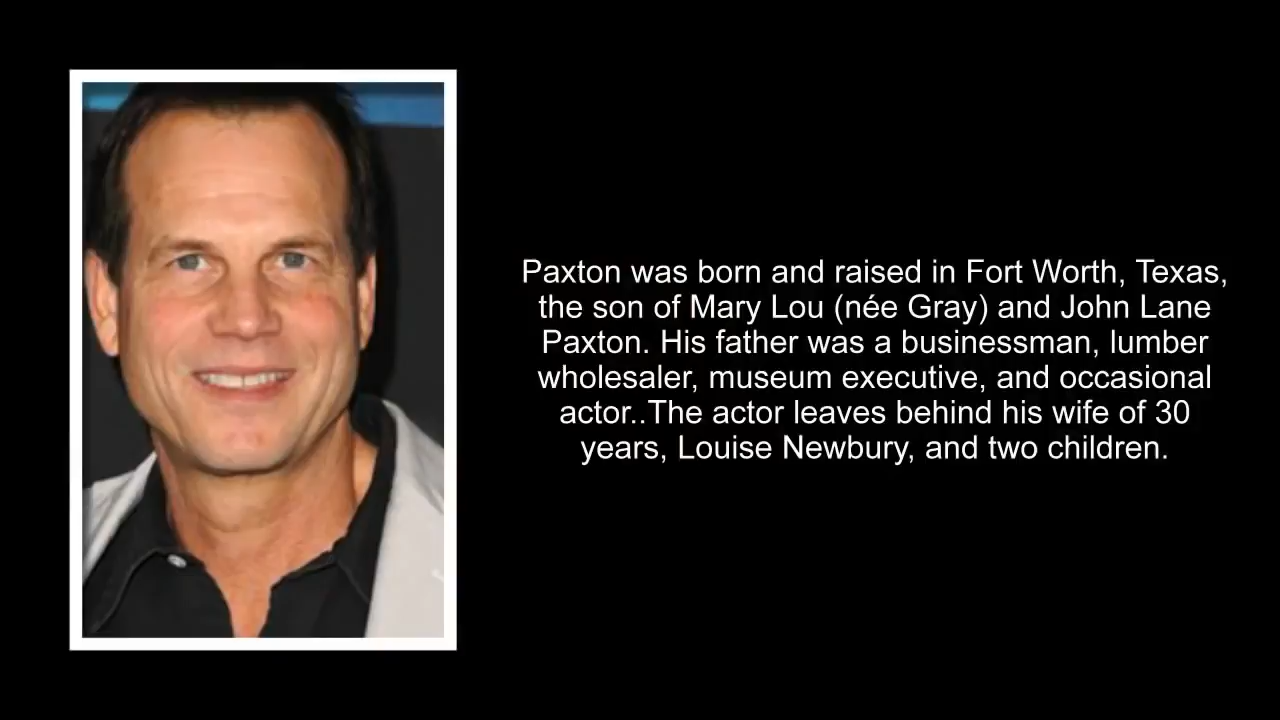 Paxton was born and raised in Fort Worth, Texas,
the son of Mary Lou (née Gray) and John Lane
Paxton. His father was a businessman, lumber
wholesaler, museum executive, and occasional
actor..The actor leaves behind his wife of 30
years, Louise Newbury, and two children.